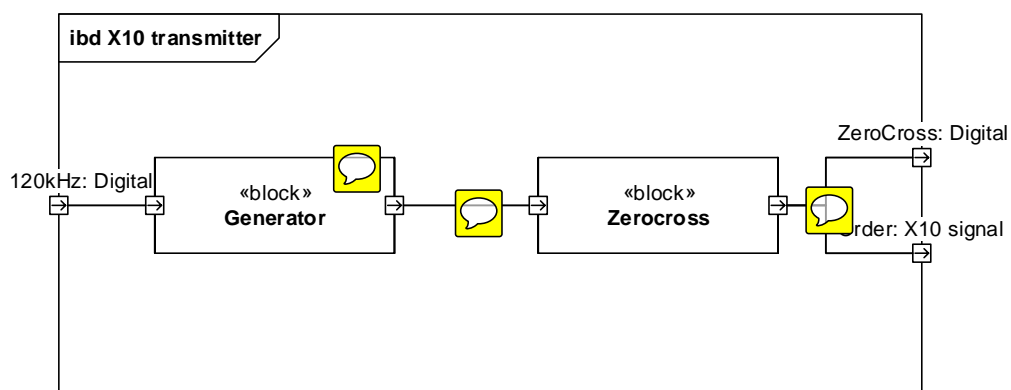 ibd X10 transmitter
ZeroCross: Digital
120kHz: Digital
«block»
Generator
«block»
Zerocross
rder: X10 signal